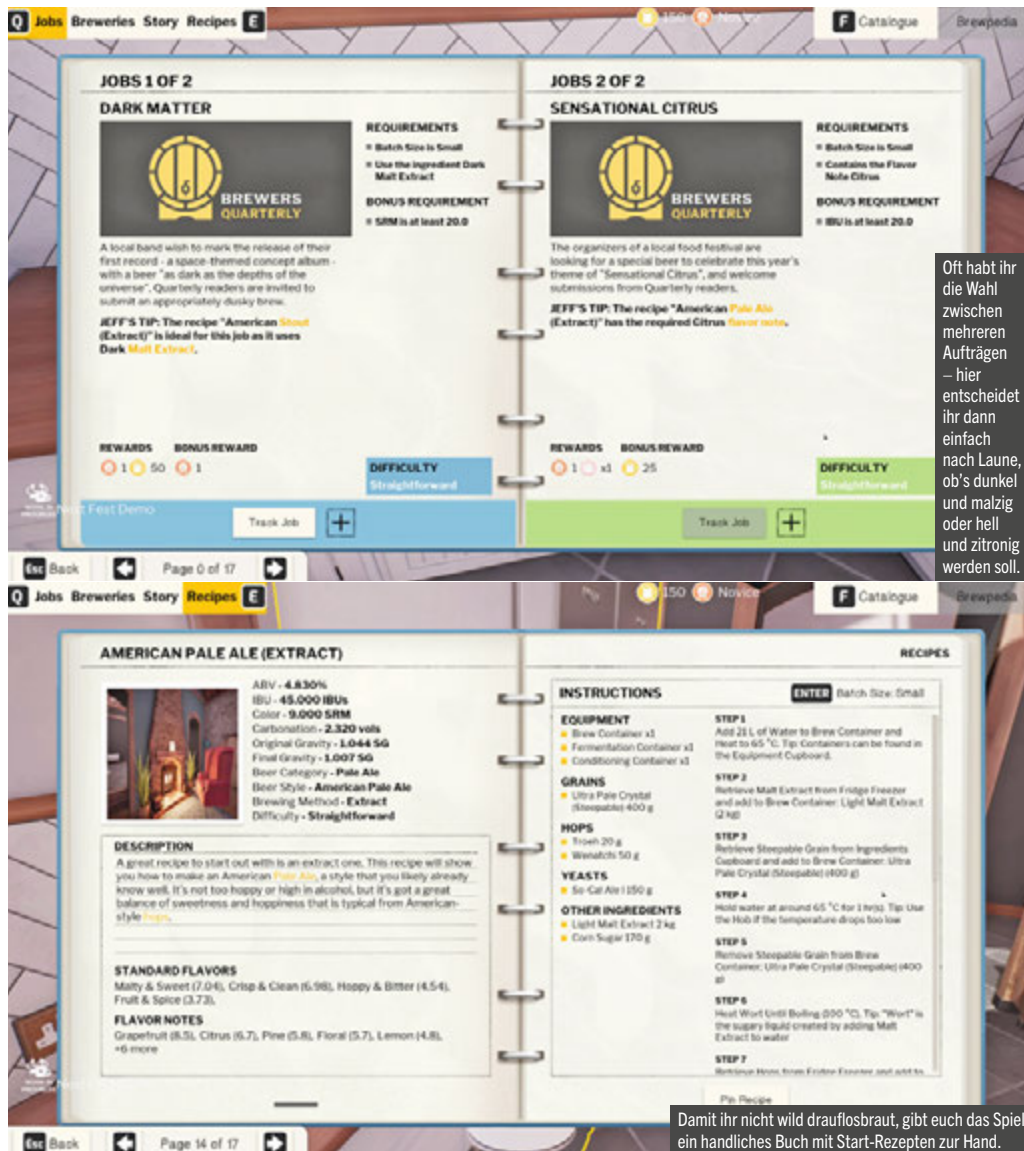 Q Jobs Breweries Story Recipes E
150 Novice
F Catalogue Brewpedia
JOBS 1 OF 2
DARK MATTER
BREWERS
QUARTERLY
REQUIREMENTS
Batch Size is Small
Use the ingredient Dark
Malt Extract
BONUS REQUIREMENT
SRM is at least 20.0
A local band wish to mark the release of their
first record - a space-themed concept album -
with a beer "as dark as the depths of the
universe". Quarterly readers are invited to
submit an appropriately dusky brew.
JEFF'S TIP: The recipe "American Stout
(Extract)" is ideal for this job as it uses
Dark Malt Extract.
REWARDS BONUS REWARD
1 50 1
DIFFICULTY
Straightforward
Next Fest Demo
Track Job +
JOBS 2 OF 2
SENSATIONAL CITRUS
BREWERS
QUARTERLY
REQUIREMENTS
Batch Size is Small
Contains the Flavor
Note Citrus
BONUS REQUIREMENT
IBU is at least 20.0
The organizers of a local food festival are
looking for a special beer to celebrate this year's
theme of "Sensational Citrus", and welcome
submissions from Quarterly readers.
JEFF'S TIP: The recipe "American Pale Ale
(Extract)" has the required Citrus flavor note.
REWARDS BONUS REWARD
1 x1 25
DIFFICULTY
Straightforward
Track Job +
Esc Back Page 0 of 17
Oft habt ihr
die Wahl
zwischen
mehreren
Aufträgen
– hier
entscheidet
ihr dann
einfach
nach Laune,
ob's dunkel
und malzig
oder hell
und zitronig
werden soll.
Q Jobs Breweries Story Recipes E
150 Novice
F Catalogue Brewpedia
AMERICAN PALE ALE (EXTRACT)
ABV - 4.830%
IBU - 45.000 IBUs
Color - 9.000 SRM
Carbonation - 2.320 vols
Original Gravity - 1.044 SG
Final Gravity - 1.007 SG
Beer Category - Pale Ale
Beer Style - American Pale Ale
Brewing Method - Extract
Difficulty - Straightforward
DESCRIPTION
A great recipe to start out with is an extract one. This recipe will show
you how to make an American Pale Ale, a style that you likely already
know well. It's not too hoppy or high in alcohol, but it's got a great
balance of sweetness and hoppiness that is typical from American-
style hops.
STANDARD FLAVORS
Malty & Sweet (7.04), Crisp & Clean (6.98), Hoppy & Bitter (4.54),
Fruit & Spice (3.73),
FLAVOR NOTES
Grapefruit (8.5), Citrus (6.7), Pine (5.8), Floral (5.7), Lemon (4.8),
+6 more
RECIPES
INSTRUCTIONS
ENTER Batch Size: Small
EQUIPMENT
Brew Container x1
Fermentation Container x1
Conditioning Container x1
GRAINS
Ultra Pale Crystal
(Steepable) 400 g
HOPS
Troeh 20 g
Wenatchi 50 g
YEASTS
So-Cal Ale I 150 g
OTHER INGREDIENTS
Light Malt Extract 2 kg
Corn Sugar 170 g
STEP 1
Add 21 L of Water to Brew Container and
Heat to 65 °C. Tip: Containers can be found in
the Equipment Cupboard.
STEP 2
Retrieve Malt Extract from Fridge Freezer
and add to Brew Container: Light Malt Extract
(2 kg)
STEP 3
Retrieve Steepable Grain from Ingredients
Cupboard and add to Brew Container: Ultra
Pale Crystal (Steepable) (400 g)
STEP 4
Hold water at around 65 °C for 1 hr(s). Tip: Use
the Hob if the temperature drops too low
STEP 5
Remove Steepable Grain from Brew
Container: Ultra Pale Crystal (Steepable) (400
g)
STEP 6
Heat Wort Until Boiling (100 °C). Tip: "Wort" is
the sugary liquid created by adding Malt
Extract to water
STEP 7
Retrieve Hops from Fridge Freezer and add to
Pin Recipe
Esc Back Page 14 of 17
Damit ihr nicht wild drauflosbraut, gibt euch das Spiel
ein handliches Buch mit Start-Rezepten zur Hand.